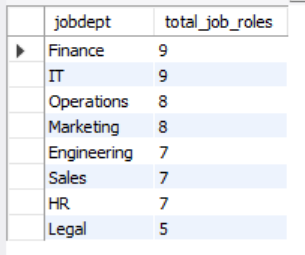 jobdept total_job_roles
Finance 9
IT 9
Operations 8
Marketing 8
Engineering 7
Sales 7
HR 7
Legal 5